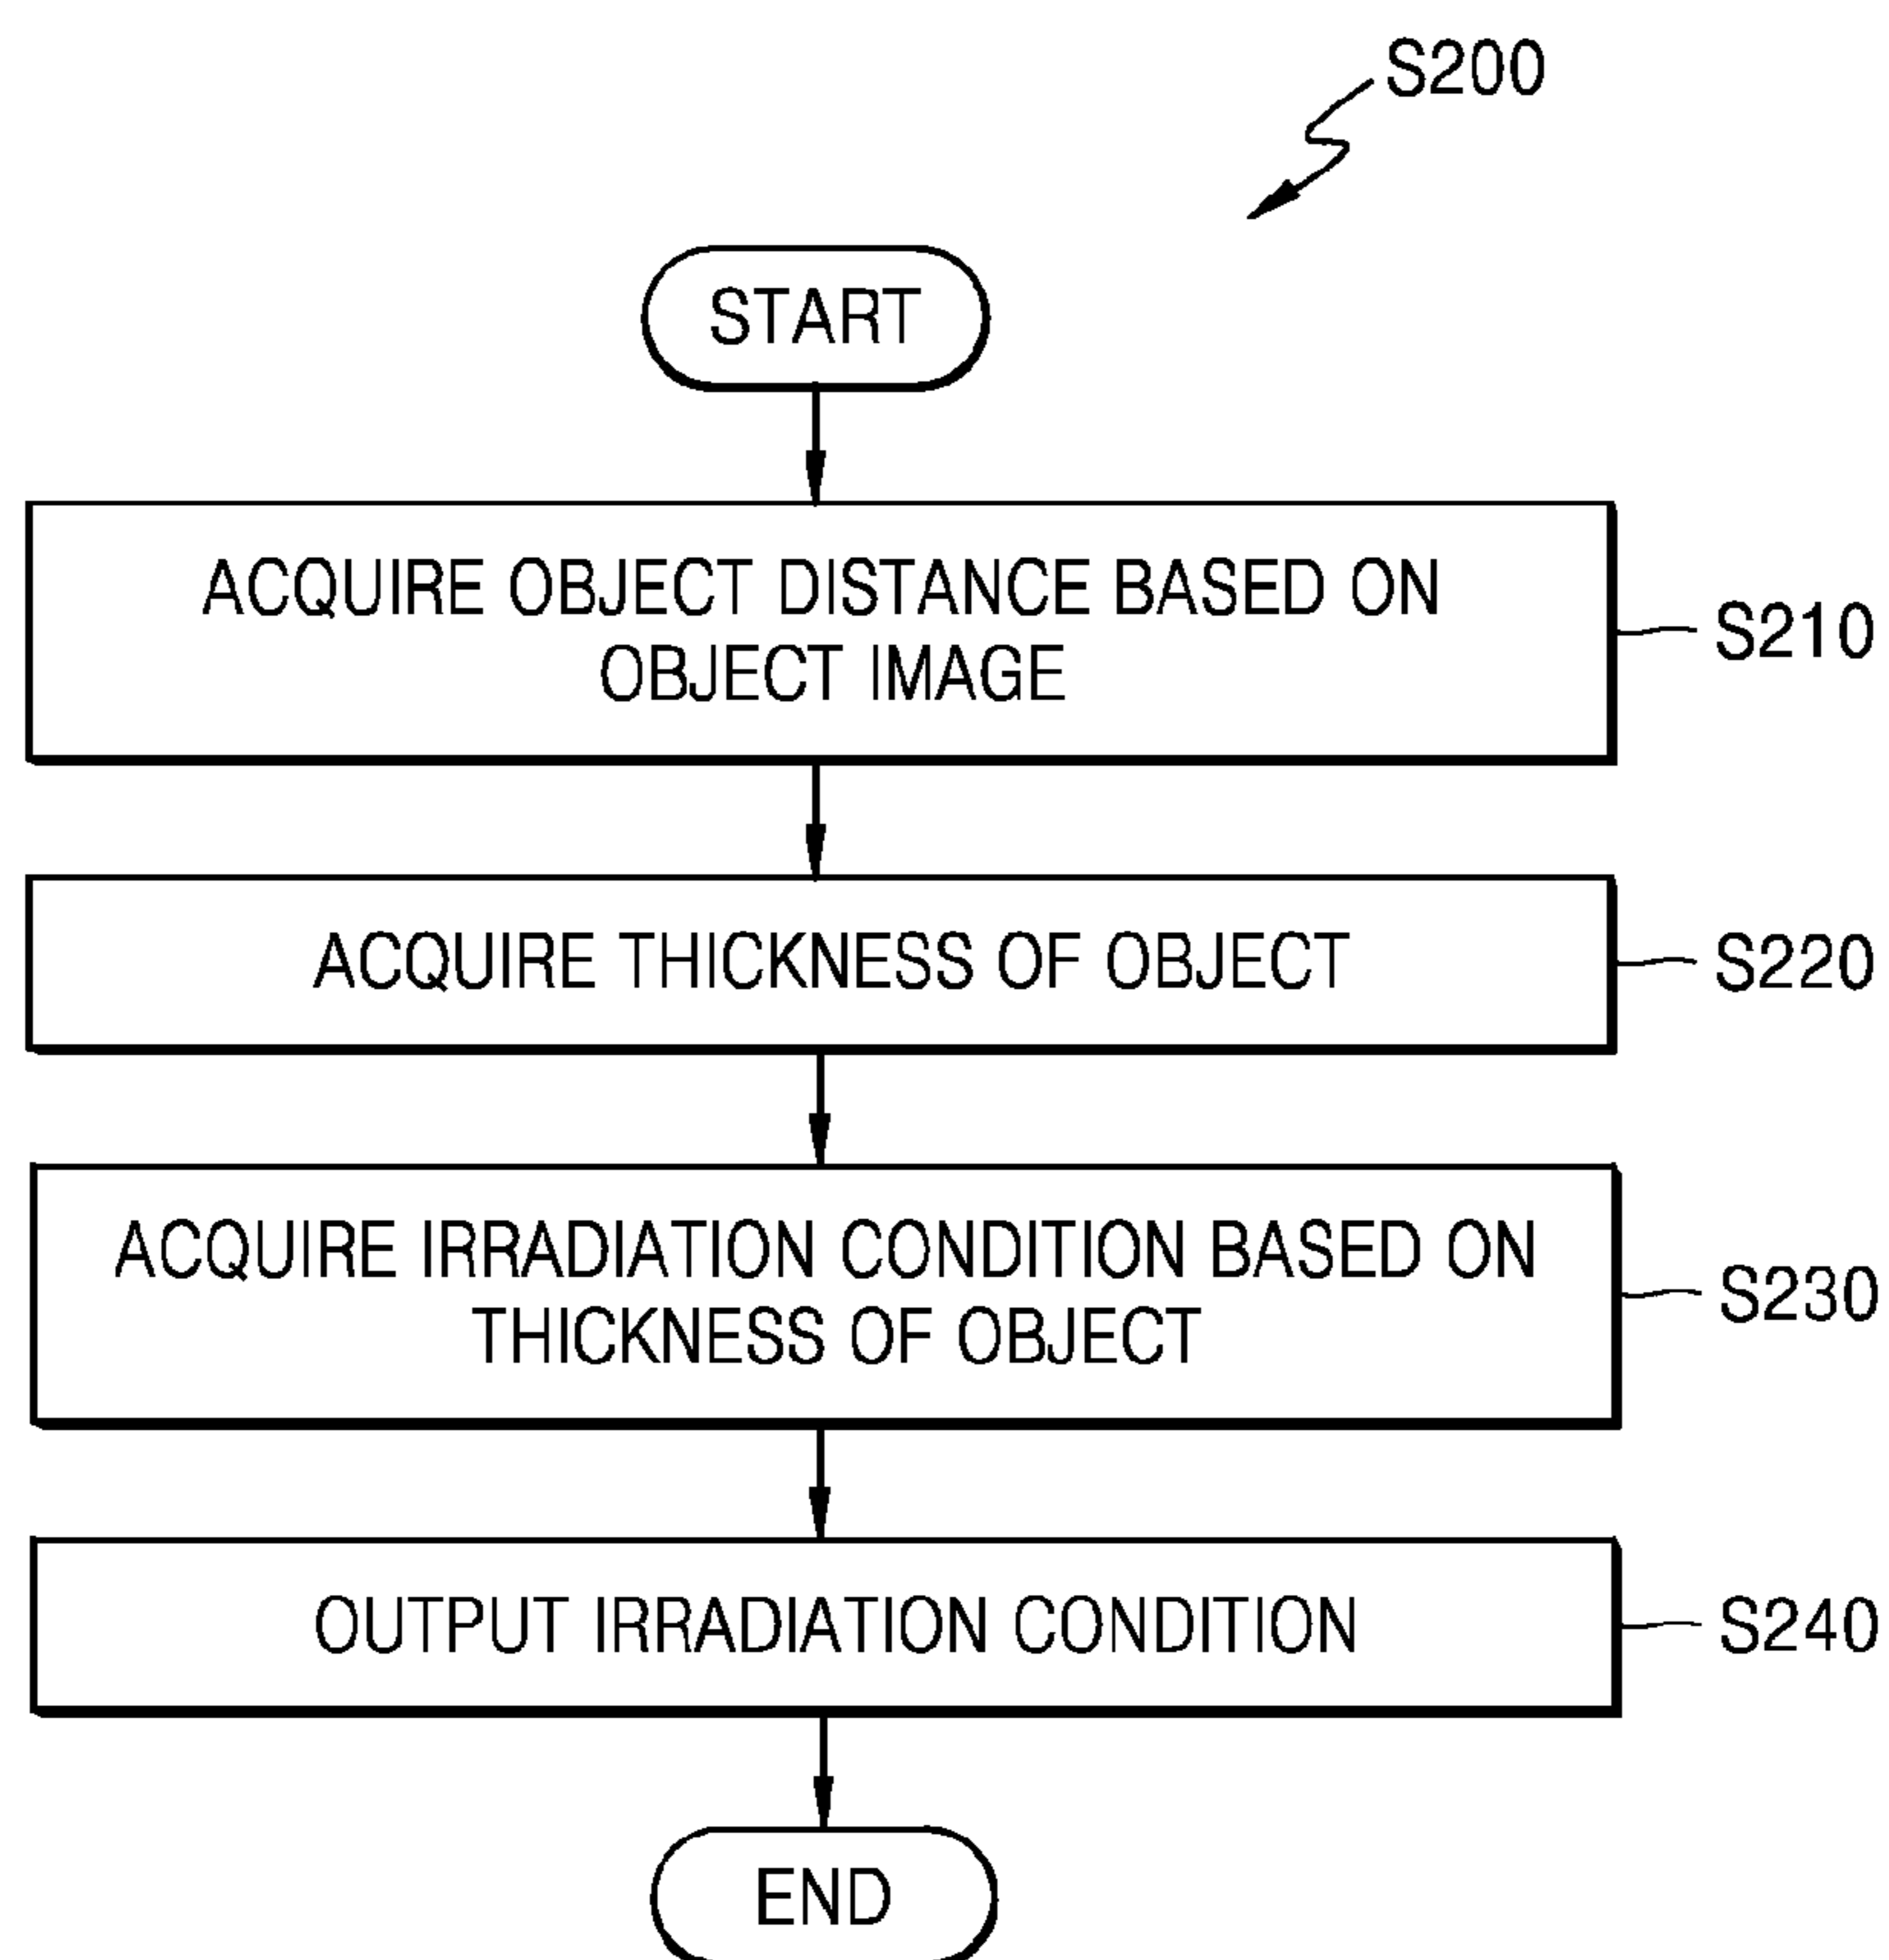 S200
START
ACQUIRE OBJECT DISTANCE BASED ON
OBJECT IMAGE
S210
ACQUIRE THICKNESS OF OBJECT
S220
ACQUIRE IRRADIATION CONDITION BASED ON
THICKNESS OF OBJECT
S230
OUTPUT IRRADIATION CONDITION
S240
END